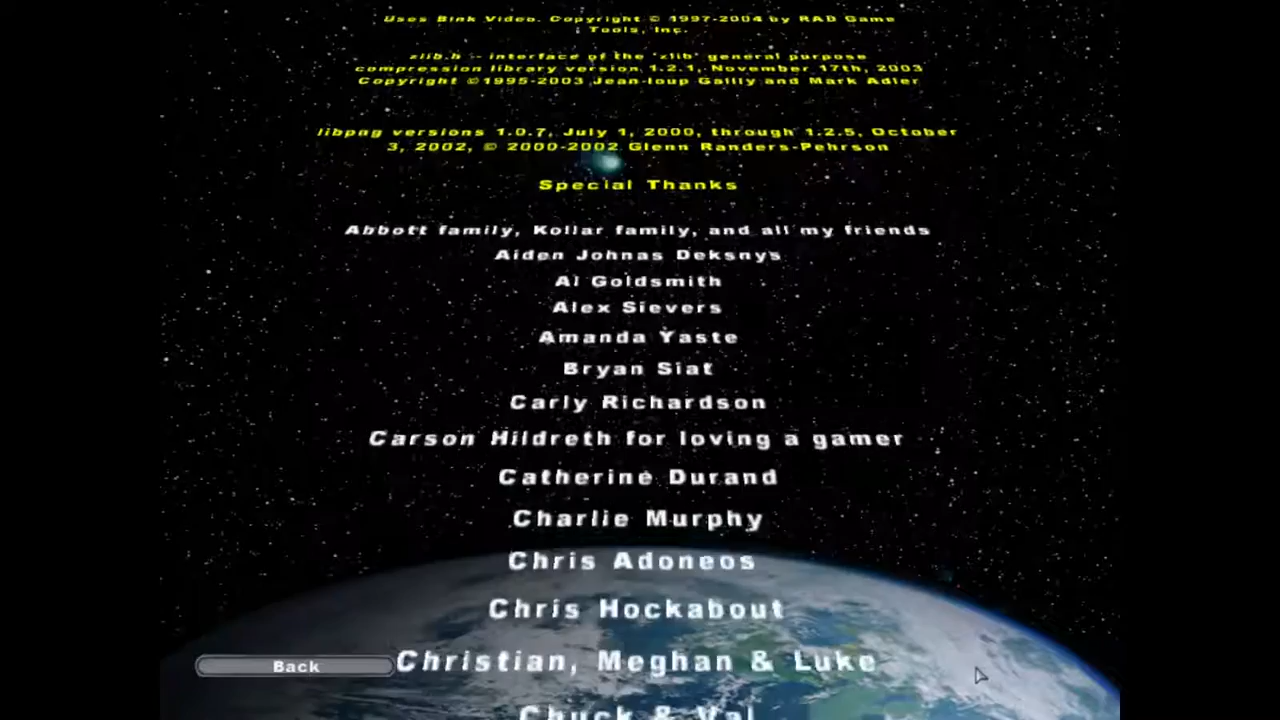 Uses Bink Video. Copyright © 1997-2004 by RAD Game
Tools, Inc.
zlib.h -- interface of the 'zlib' general purpose
compression library version 1.2.1, November 17th, 2003
Copyright ©1995-2003 Jean-loup Gailly and Mark Adler
libpng versions 1.0.7, July 1, 2000, through 1.2.5, October
3, 2002, © 2000-2002 Glenn Randers-Pehrson
Special Thanks
Abbott family, Kollar family, and all my friends
Aiden Johnas Deksnys
Al Goldsmith
Alex Sievers
Amanda Yaste
Bryan Siat
Carly Richardson
Carson Hildreth for loving a gamer
Catherine Durand
Charlie Murphy
Chris Adoneos
Chris Hockabout
Christian, Meghan & Luke
Back
Chuck & Val